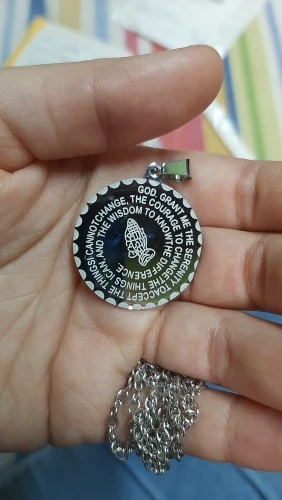 GOD, GRANT ME THE SERENITY TO ACCEPT THE THINGS I CANNOT CHANGE, THE COURAGE TO CHANGE THE THINGS I CAN, AND THE WISDOM TO KNOW THE DIFFERENCE